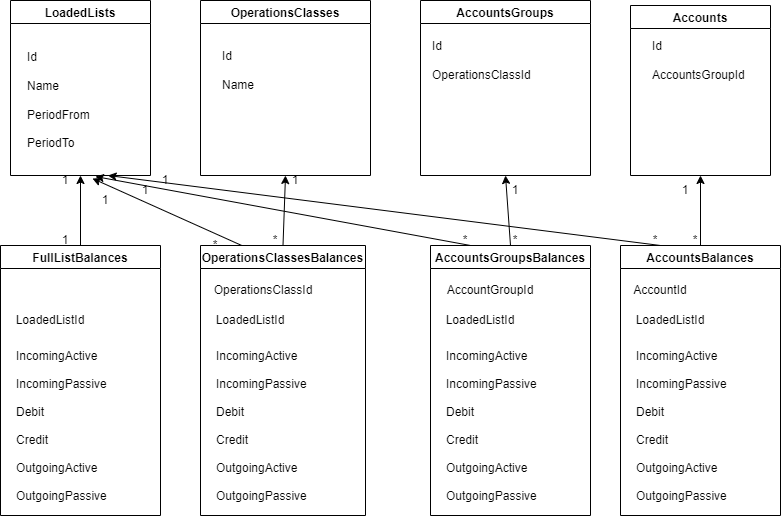 LoadedLists
Id
Name
PeriodFrom
PeriodTo
OperationsClasses
Id
Name
AccountsGroups
Id
OperationsClassId
Accounts
Id
AccountsGroupId
1
1
1
1
1
1
1
1
1
*
*
*
*
*
*
FullListBalances
LoadedListId
IncomingActive
IncomingPassive
Debit
Credit
OutgoingActive
OutgoingPassive
OperationsClassesBalances
OperationsClassId
LoadedListId
IncomingActive
IncomingPassive
Debit
Credit
OutgoingActive
OutgoingPassive
AccountsGroupsBalances
AccountGroupId
LoadedListId
IncomingActive
IncomingPassive
Debit
Credit
OutgoingActive
OutgoingPassive
AccountsBalances
AccountId
LoadedListId
IncomingActive
IncomingPassive
Debit
Credit
OutgoingActive
OutgoingPassive